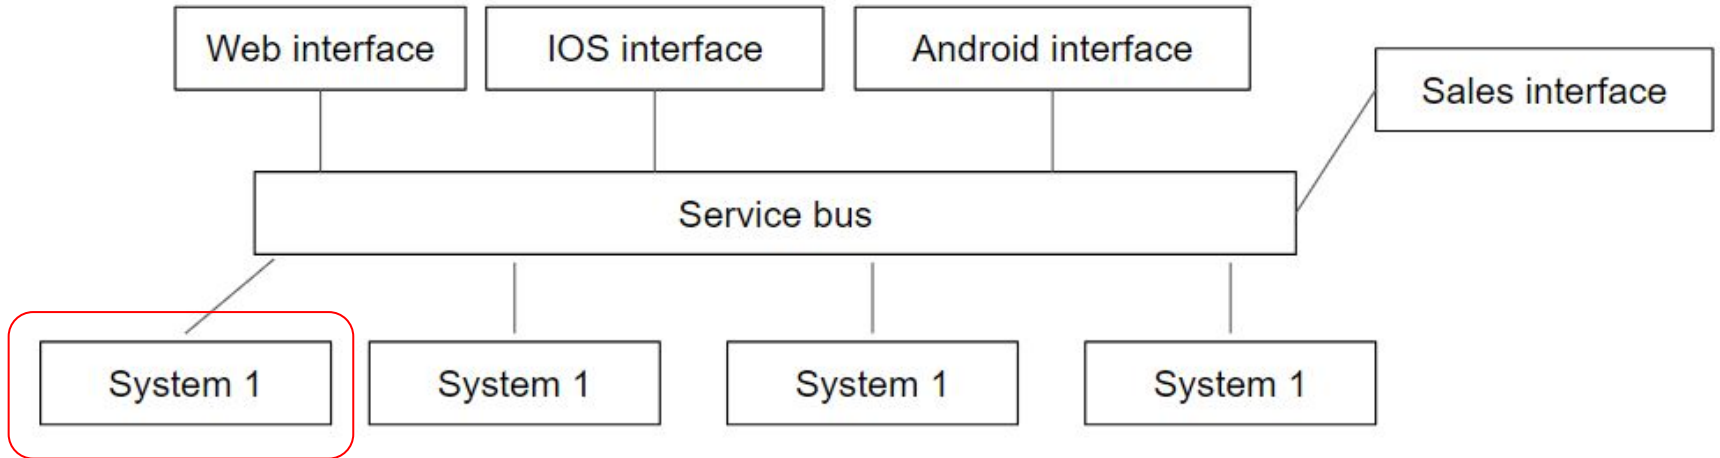 Web interface
IOS interface
Android interface
Sales interface
Service bus
System 1
System 1
System 1
System 1